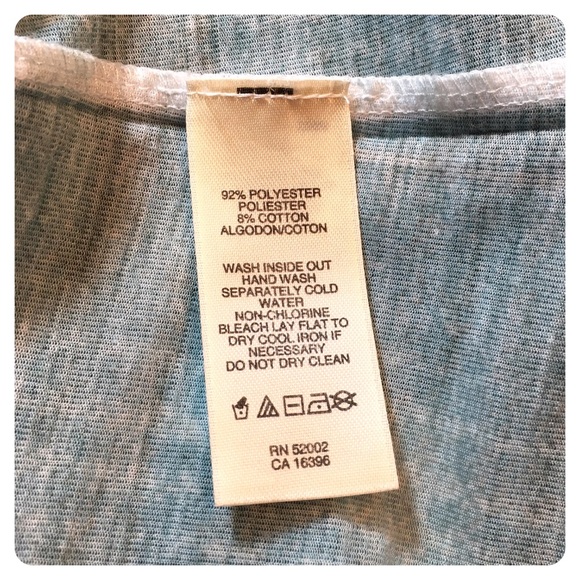 92% POLYESTER
POLIESTER
8% COTTON
ALGODON/COTON
WASH INSIDE OUT
HAND WASH
SEPARATELY COLD
WATER
NON-CHLORINE
BLEACH LAY FLAT TO
DRY COOL IRON IF
NECESSARY
DO NOT DRY CLEAN
RN 52002
CA 16396